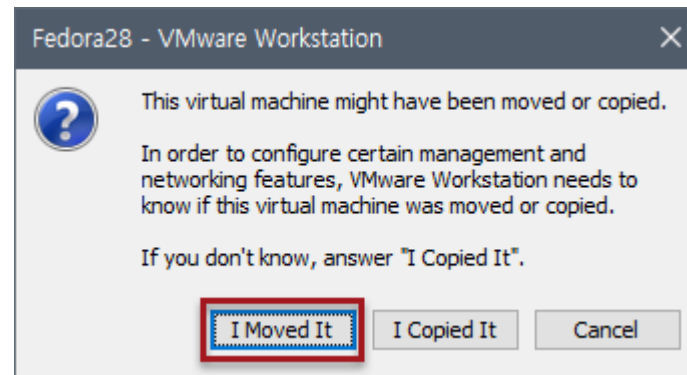 Fedora28 - VMware Workstation
This virtual machine might have been moved or copied.
In order to configure certain management and
networking features, VMware Workstation needs to
know if this virtual machine was moved or copied.
If you don't know, answer "I Copied It".
I Moved It I Copied It Cancel